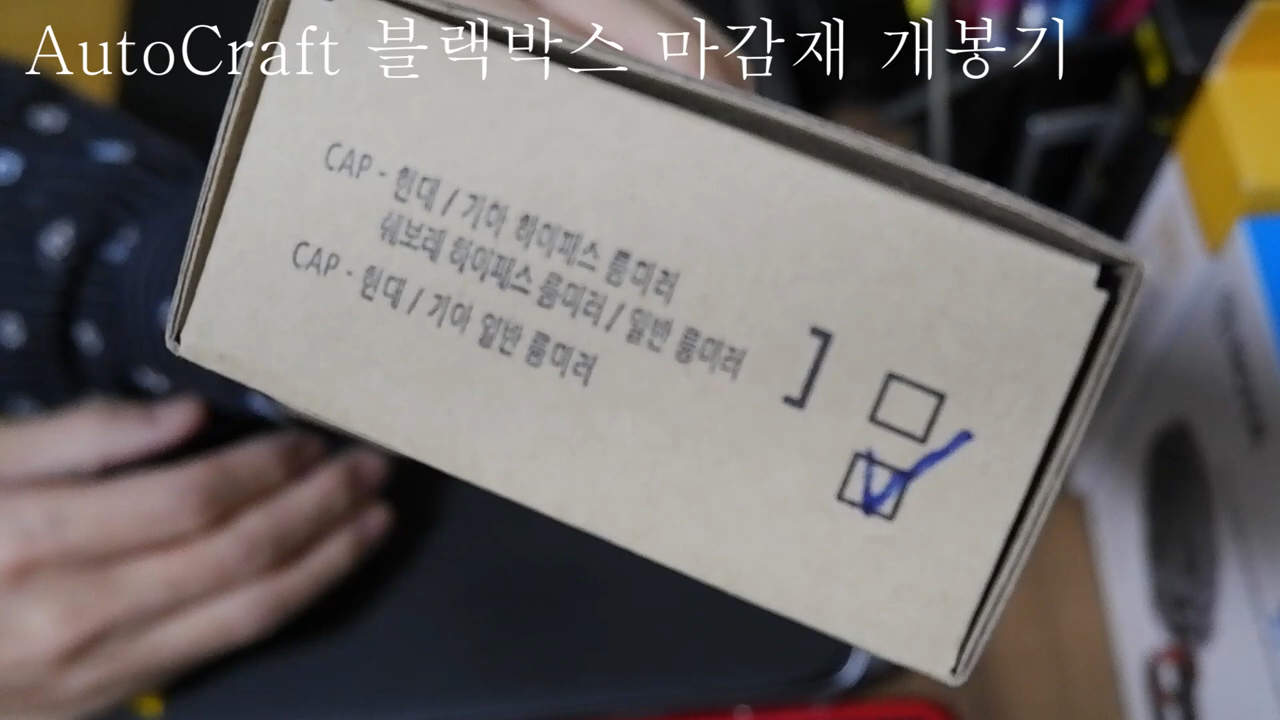 AutoCraft 블랙박스 마감재 개봉기
CAP - 현대 / 기아 하이패스 룸미러
쉐보레 하이패스 룸미러 / 일반 룸미러 ]
CAP - 현대 / 기아 일반 룸미러